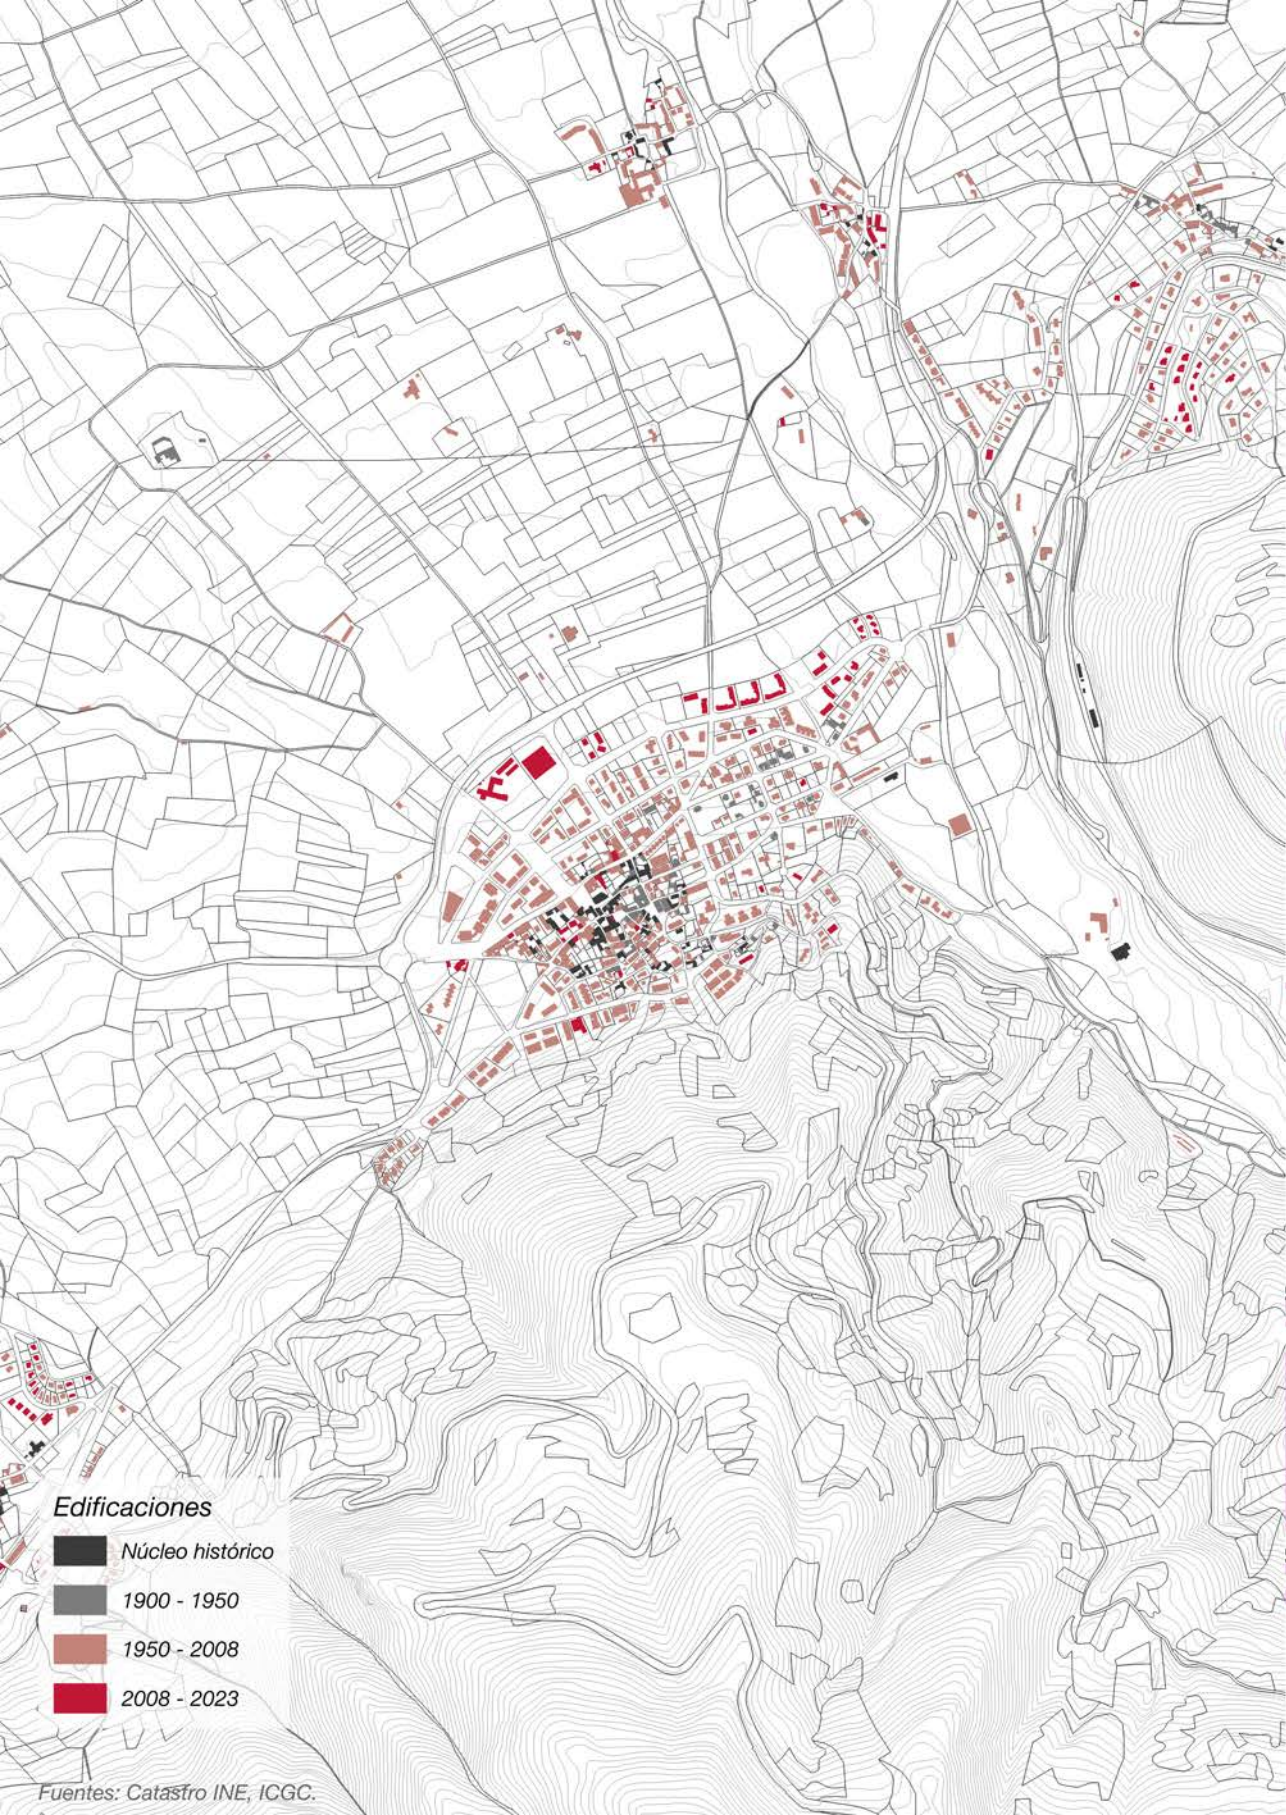 Edificaciones
Núcleo histórico
1900 - 1950
1950 - 2008
2008 - 2023
Fuentes: Catastro INE, ICGC.